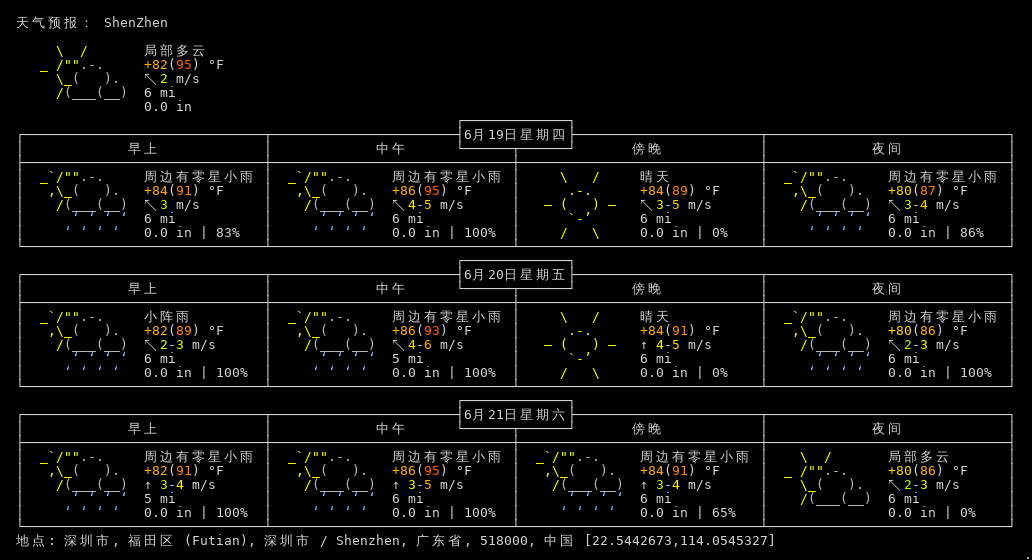 天气预报： ShenZhen
局部多云
+82(95) °F
↖ 2 m/s
6 mi
0.0 in
6月19日星期四
早上 中午 傍晚 夜间
周边有零星小雨 周边有零星小雨 晴天 周边有零星小雨
+84(91) °F +86(95) °F +84(89) °F +80(87) °F
↖ 3 m/s ↖ 4-5 m/s ↖ 3-5 m/s ↖ 3-4 m/s
6 mi 6 mi 6 mi 6 mi
0.0 in | 83% 0.0 in | 100% 0.0 in | 0% 0.0 in | 86%
6月20日星期五
早上 中午 傍晚 夜间
小阵雨 周边有零星小雨 晴天 周边有零星小雨
+82(89) °F +86(93) °F +84(91) °F +80(86) °F
↖ 2-3 m/s ↖ 4-6 m/s ↑ 4-5 m/s ↖ 2-3 m/s
6 mi 5 mi 6 mi 6 mi
0.0 in | 100% 0.0 in | 100% 0.0 in | 0% 0.0 in | 100%
6月21日星期六
早上 中午 傍晚 夜间
周边有零星小雨 周边有零星小雨 周边有零星小雨 局部多云
+82(91) °F +86(95) °F +84(91) °F +80(86) °F
↑ 3-4 m/s ↑ 3-5 m/s ↑ 3-4 m/s ↖ 2-3 m/s
5 mi 6 mi 6 mi 6 mi
0.0 in | 100% 0.0 in | 100% 0.0 in | 65% 0.0 in | 0%
地点: 深圳市, 福田区 (Futian), 深圳市 / Shenzhen, 广东省, 518000, 中国 [22.5442673,114.0545327]